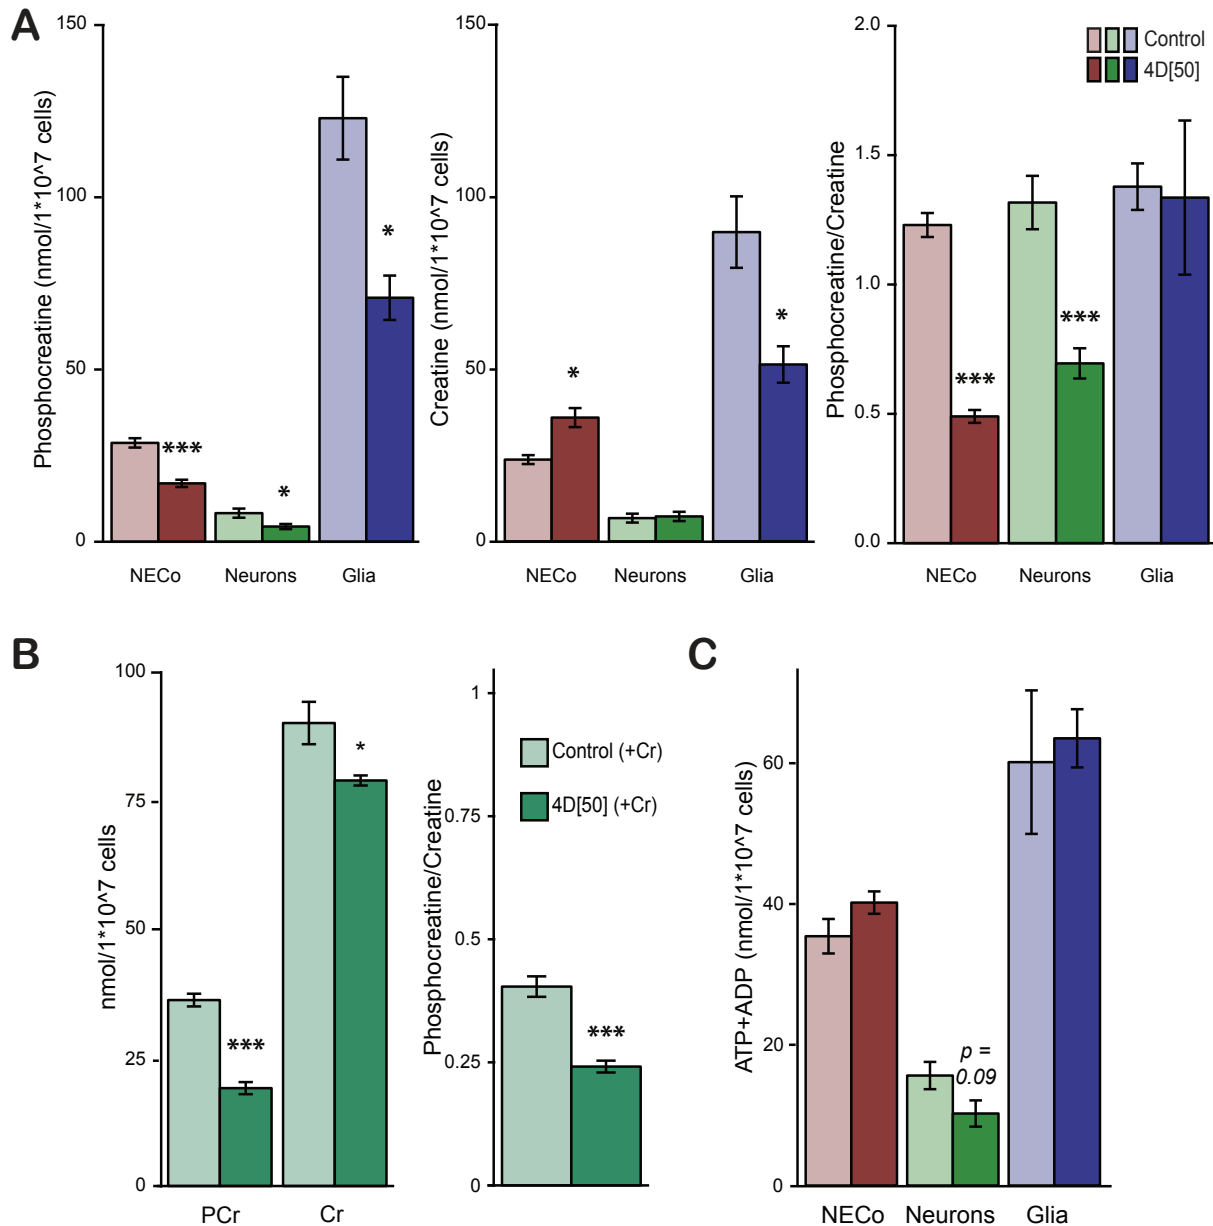 A
Phosphocreatine (nmol/1*10^7 cells)
150
100
50
0
***
*
*
NECo Neurons Glia
Creatine (nmol/1*10^7 cells)
150
100
50
0
*
*
NECo Neurons Glia
Phosphocreatine/Creatine
2.0
1.5
1.0
0.5
0.0
Control
4D[50]
***
***
NECo Neurons Glia
B
nmol/1*10^7 cells
100
75
50
25
0
***
*
PCr Cr
Phosphocreatine/Creatine
1
0.75
0.5
0.25
0
Control (+Cr)
4D[50] (+Cr)
***
C
ATP+ADP (nmol/1*10^7 cells)
60
40
20
0
p =
0.09
NECo Neurons Glia